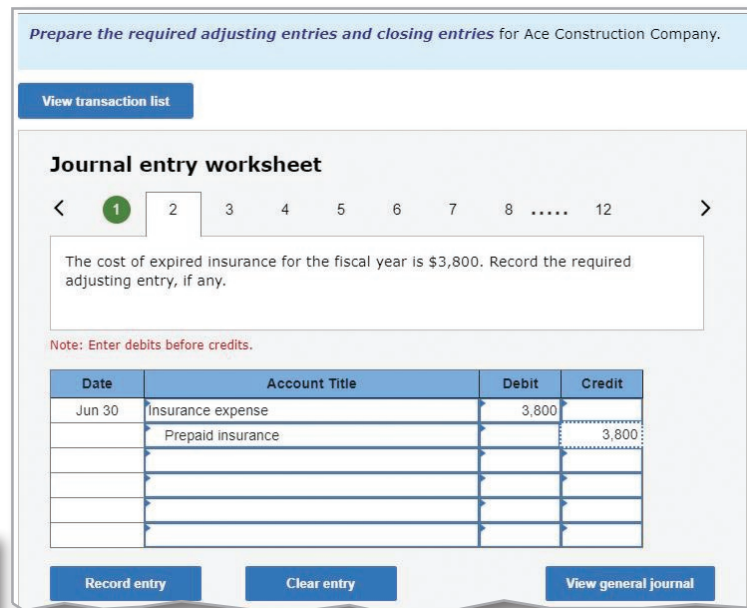 Prepare the required adjusting entries and closing entries for Ace Construction Company.
View transaction list
Journal entry worksheet
< 1 2 3 4 5 6 7 8 ..... 12 >
The cost of expired insurance for the fiscal year is $3,800. Record the required
adjusting entry, if any.
Note: Enter debits before credits.
Date Account Title Debit Credit
Jun 30 Insurance expense 3,800
Prepaid insurance 3,800
Record entry Clear entry View general journal